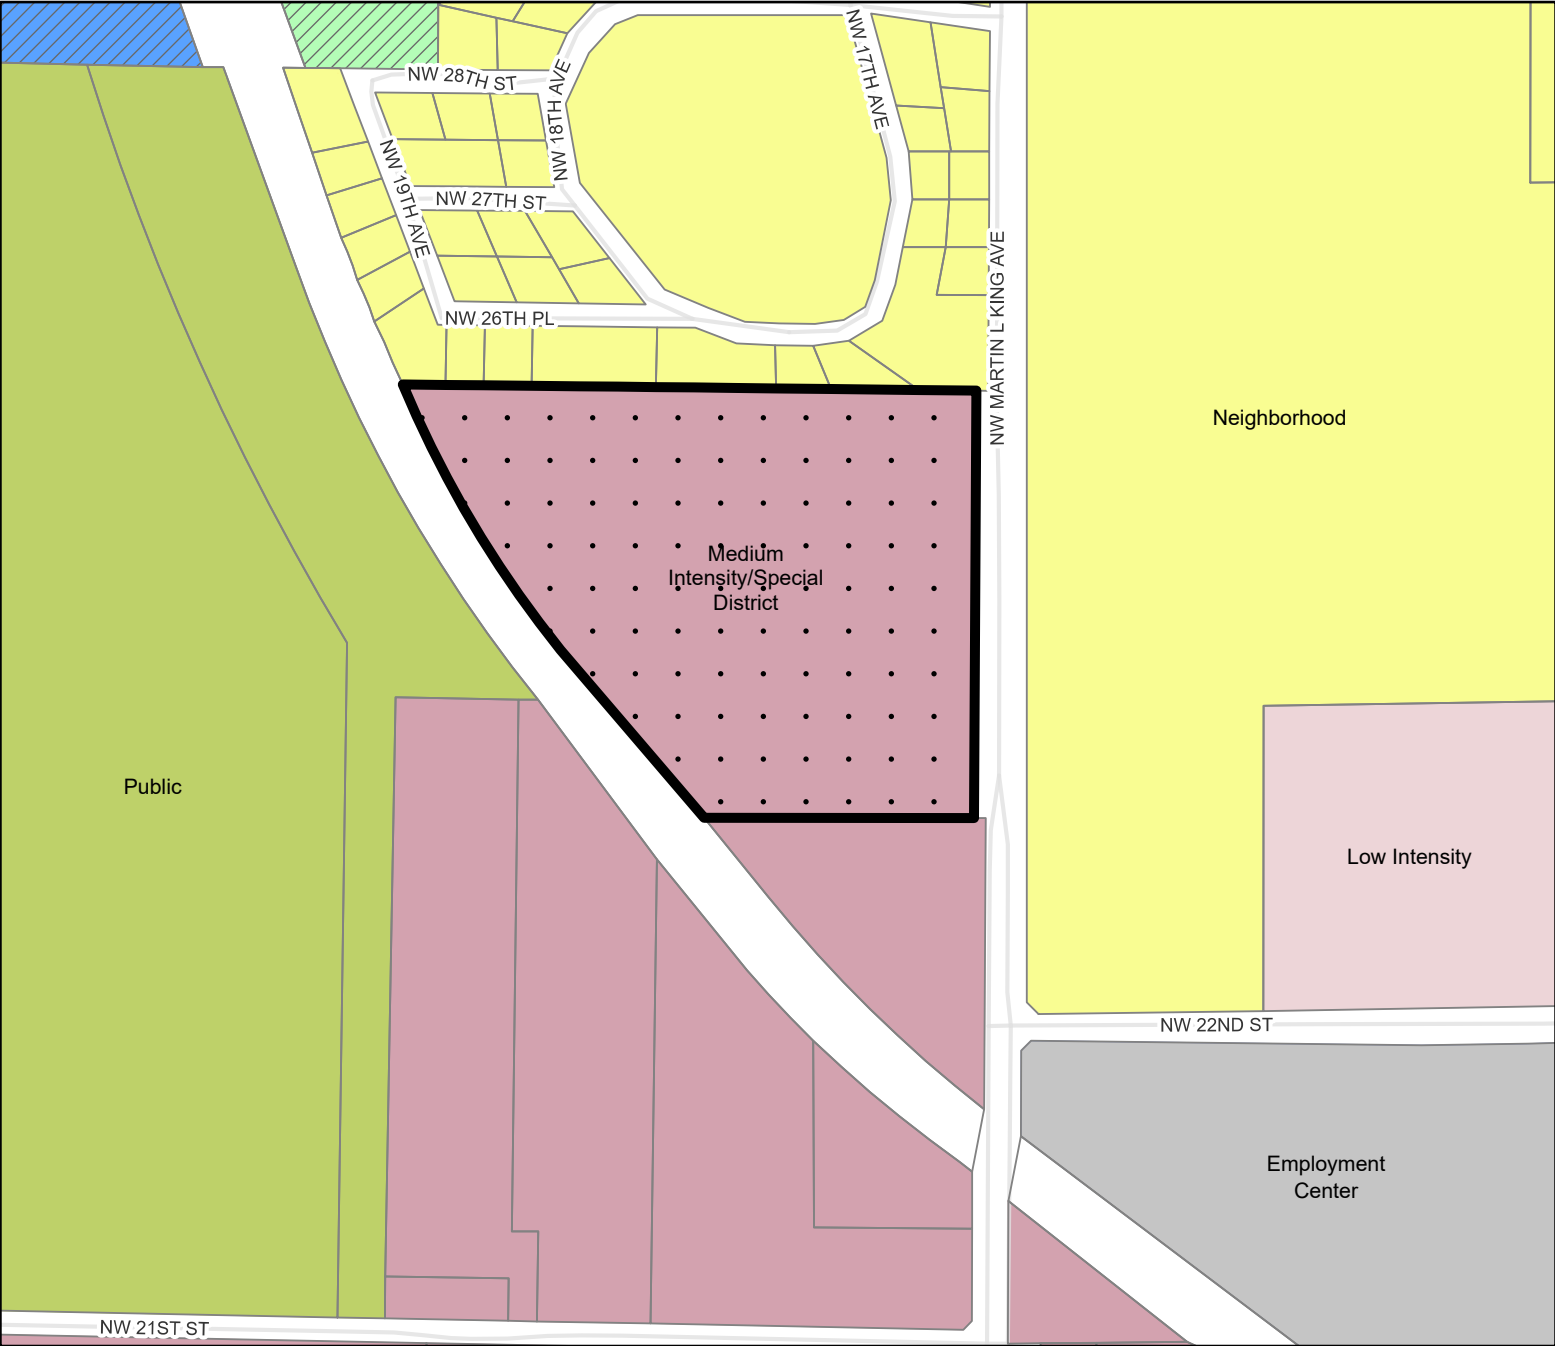 NW 28TH ST
NW 18TH AVE
NW 17TH AVE
NW 19TH AVE
NW 27TH ST
NW 26TH PL
NW MARTIN L KING AVE
Neighborhood
Medium
Intensity/Special
District
Public
Low Intensity
NW 22ND ST
Employment
Center
NW 21ST ST